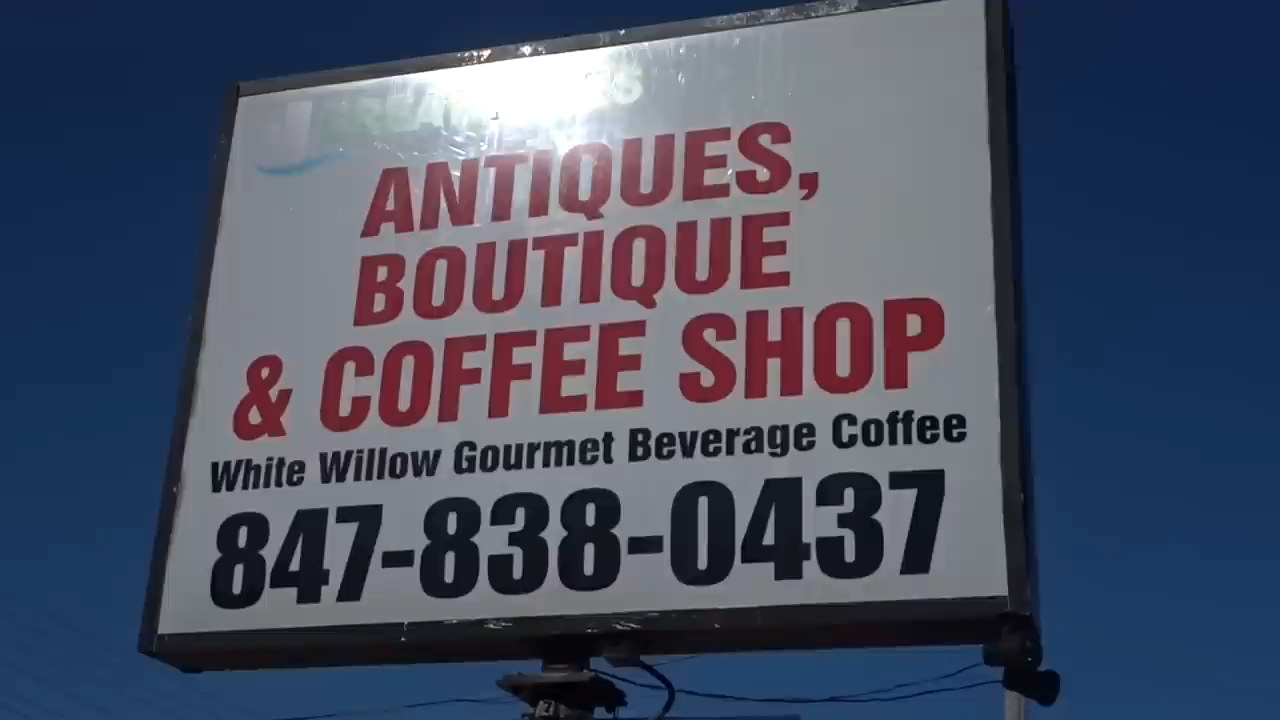 ANTIQUES,
BOUTIQUE
& COFFEE SHOP
White Willow Gourmet Beverage Coffee
847-838-0437